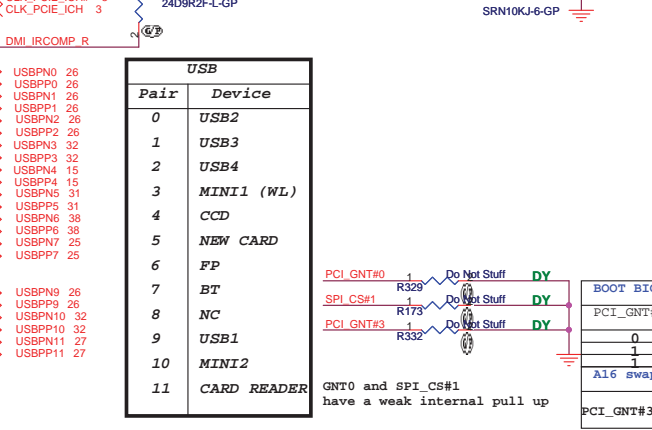 CLK_PCIE_ICH 3
24D9R2F-L-GP
SRN10KJ-6-GP
DMI_IRCOMP_R
2
USBPN0 26
USBPP0 26
USBPN1 26
USBPP1 26
USBPN2 26
USBPP2 26
USBPN3 32
USBPP3 32
USBPN4 15
USBPP4 15
USBPN5 31
USBPP5 31
USBPN6 38
USBPP6 38
USBPN7 25
USBPP7 25
USBPN9 26
USBPP9 26
USBPN10 32
USBPP10 32
USBPN11 27
USBPP11 27
USB
Pair Device
0 USB2
1 USB3
2 USB4
3 MINI1 (WL)
4 CCD
5 NEW CARD
6 FP
7 BT
8 NC
9 USB1
10 MINI2
11 CARD READER
PCI_GNT#0 1 Do Not Stuff DY
R329
SPI_CS#1 1 Do Not Stuff DY
R173
PCI_GNT#3 1 Do Not Stuff DY
R332
GNT0 and SPI_CS#1
have a weak internal pull up
BOOT BIO
PCI_GNT#
0
1
1
A16 swap
PCI_GNT#3